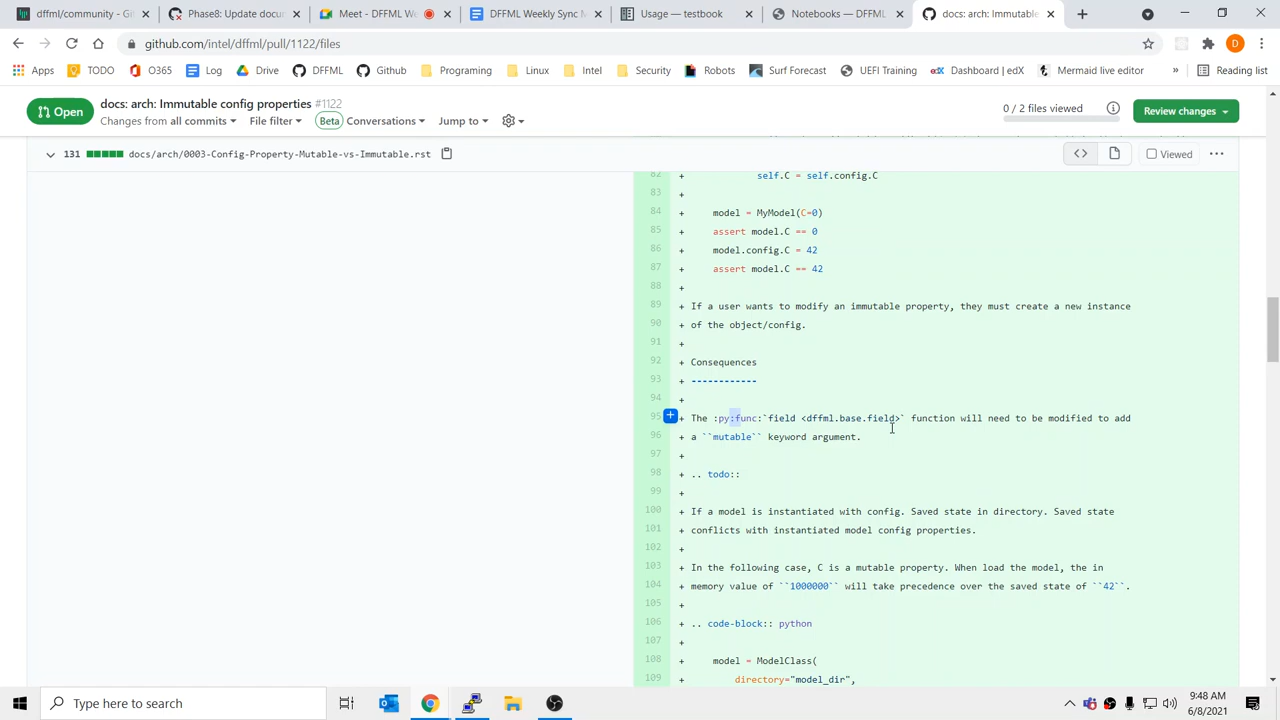 dffml/community - Git
Phase8: Update docum
Meet - DFFML We
DFFML Weekly Sync M
Usage — testbook
Notebooks — DFFML
docs: arch: Immutable
github.com/intel/dffml/pull/1122/files
Apps TODO O365 Log Drive DFFML Github Programing Linux Intel Security Robots Surf Forecast UEFI Training Dashboard | edX Mermaid live editor » Reading list
Open
docs: arch: Immutable config properties #1122
Changes from all commits File filter Beta Conversations Jump to
0 / 2 files viewed
Review changes
131 docs/arch/0003-Config-Property-Mutable-vs-Immutable.rst
Viewed
82 self.C = self.config.C
83 +
84 + model = MyModel(C=0)
85 + assert model.C == 0
86 + model.config.C = 42
87 + assert model.C == 42
88 +
89 + If a user wants to modify an immutable property, they must create a new instance
90 + of the object/config.
91 +
92 + Consequences
93 + ------------
94 +
95 + The :py:func:`field <dffml.base.field>` function will need to be modified to add
96 + a ``mutable`` keyword argument.
97 +
98 + .. todo::
99 +
100 + If a model is instantiated with config. Saved state in directory. Saved state
101 + conflicts with instantiated model config properties.
102 +
103 + In the following case, C is a mutable property. When load the model, the in
104 + memory value of ``1000000`` will take precedence over the saved state of ``42``.
105 +
106 + .. code-block:: python
107 +
108 + model = ModelClass(
109 directory="model_dir",
Type here to search
9:48 AM
6/8/2021